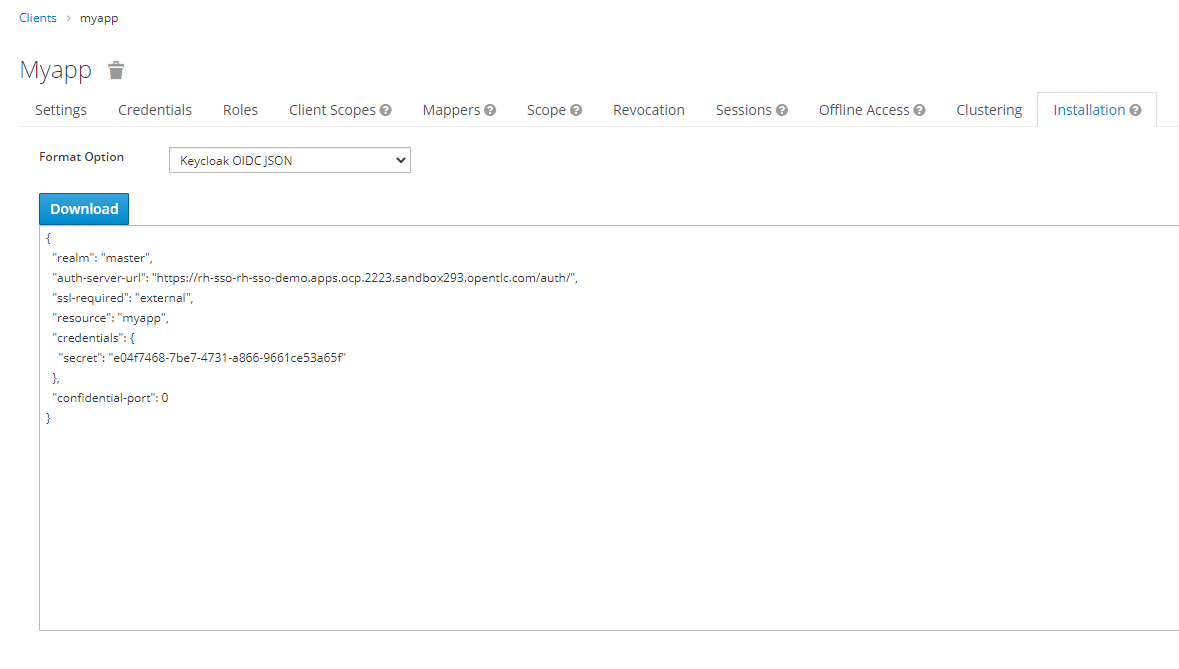 Clients › myapp
Myapp
Settings Credentials Roles Client Scopes Mappers Scope Revocation Sessions Offline Access Clustering Installation
Format Option Keycloak OIDC JSON
Download
{
"realm": "master",
"auth-server-url": "https://rh-sso-rh-sso-demo.apps.ocp.2223.sandbox293.opentlc.com/auth/",
"ssl-required": "external",
"resource": "myapp",
"credentials": {
"secret": "e04f7468-7be7-4731-a866-9661ce53a65f"
},
"confidential-port": 0
}